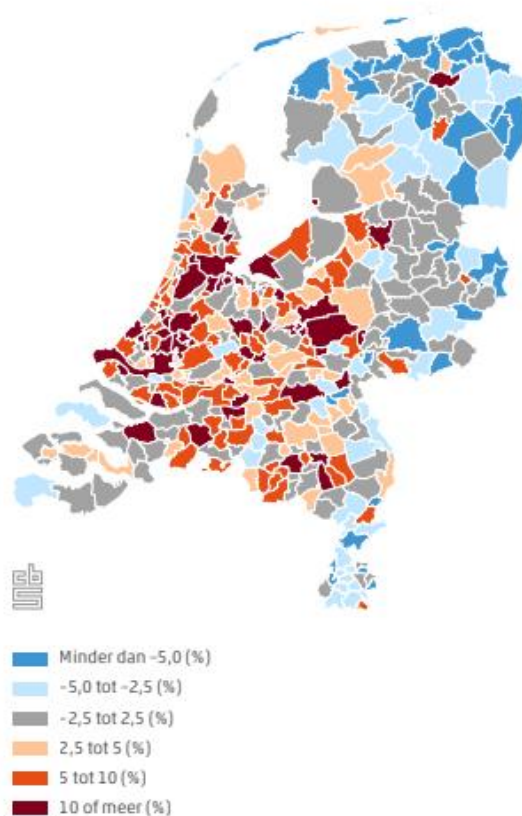 cbs
Minder dan -5,0 (%)
-5,0 tot -2,5 (%)
-2,5 tot 2,5 (%)
2,5 tot 5 (%)
5 tot 10 (%)
10 of meer (%)